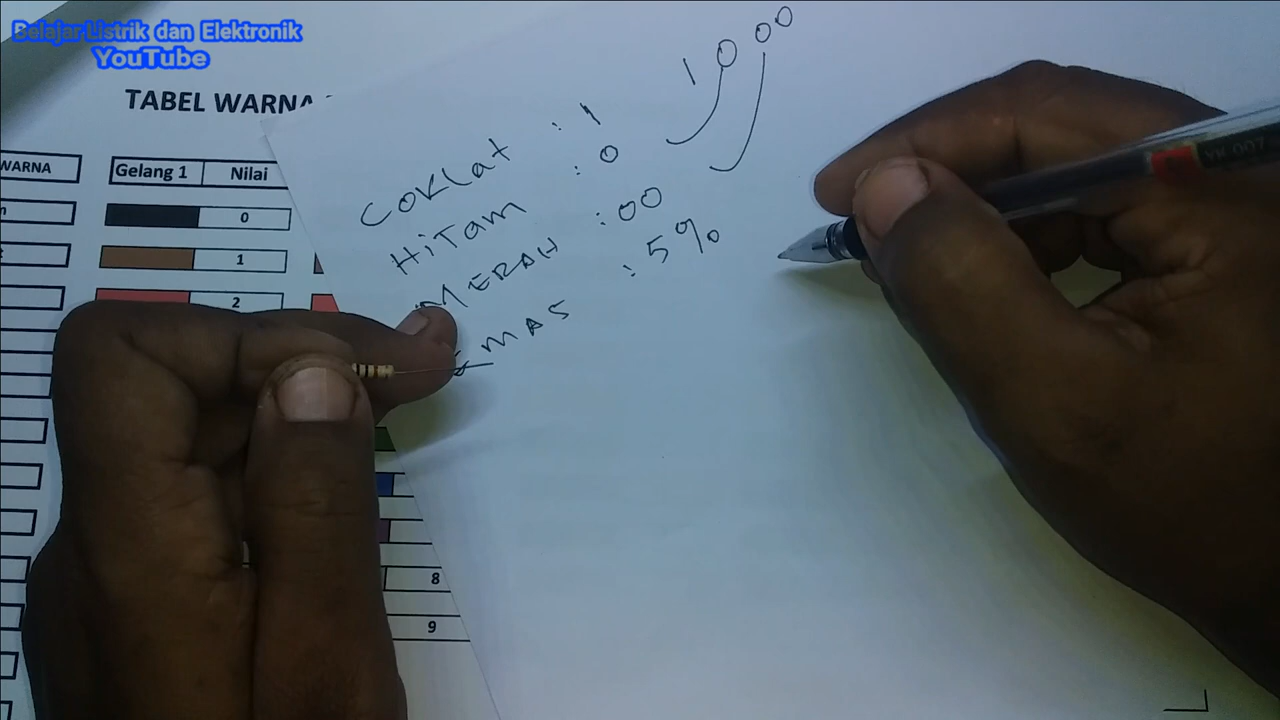 Belajar Listrik dan Elektronik
YouTube
TABEL WARNA
WARNA
Gelang 1 Nilai
0
1
2
8
9
1000
Coklat : 1
HiTam : 0
MERAH : 00
EMAS : 5%